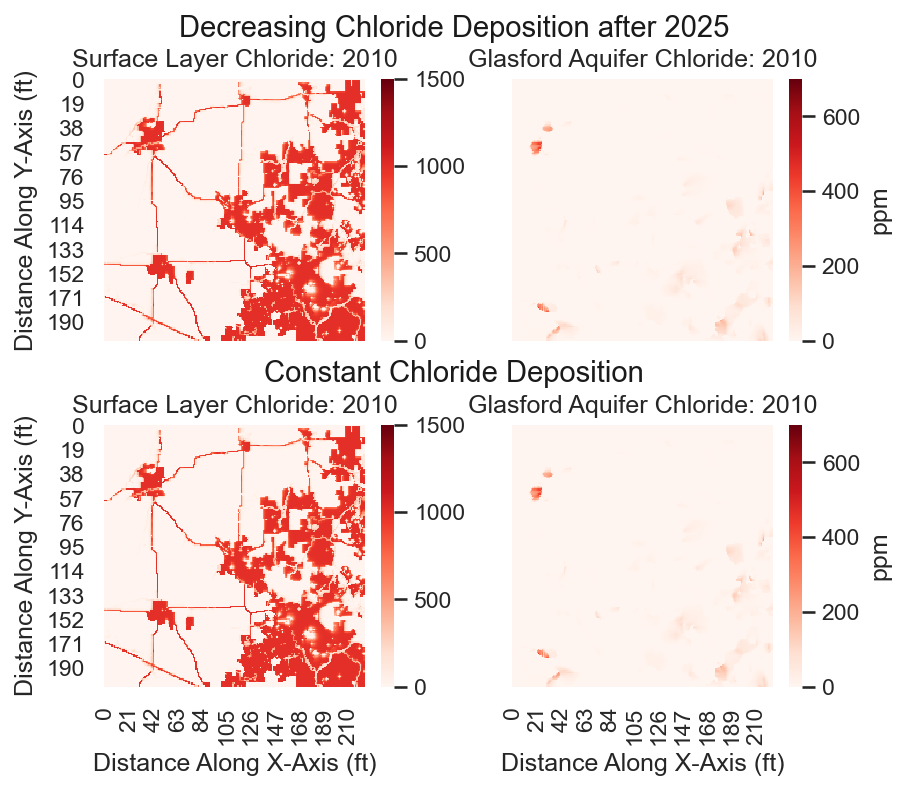 Decreasing Chloride Deposition after 2025
Surface Layer Chloride: 2010
Glasford Aquifer Chloride: 2010
Distance Along Y-Axis (ft)
0
19
38
57
76
95
114
133
152
171
190
1500
1000
500
0
600
400
200
0
ppm
Constant Chloride Deposition
Surface Layer Chloride: 2010
Glasford Aquifer Chloride: 2010
Distance Along Y-Axis (ft)
0
19
38
57
76
95
114
133
152
171
190
1500
1000
500
0
600
400
200
0
ppm
0 21 42 63 84 105 126 147 168 189 210
0 21 42 63 84 105 126 147 168 189 210
Distance Along X-Axis (ft)
Distance Along X-Axis (ft)